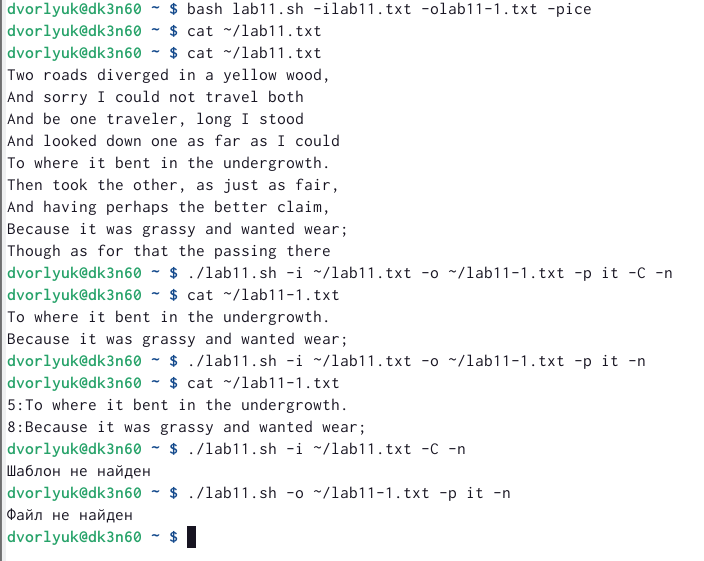 dvorlyuk@dk3n60 ~ $ bash lab11.sh -ilab11.txt -olab11-1.txt -pice
dvorlyuk@dk3n60 ~ $ cat ~/lab11.txt
dvorlyuk@dk3n60 ~ $ cat ~/lab11.txt
Two roads diverged in a yellow wood,
And sorry I could not travel both
And be one traveler, long I stood
And looked down one as far as I could
To where it bent in the undergrowth.
Then took the other, as just as fair,
And having perhaps the better claim,
Because it was grassy and wanted wear;
Though as for that the passing there
dvorlyuk@dk3n60 ~ $ ./lab11.sh -i ~/lab11.txt -o ~/lab11-1.txt -p it -C -n
dvorlyuk@dk3n60 ~ $ cat ~/lab11-1.txt
To where it bent in the undergrowth.
Because it was grassy and wanted wear;
dvorlyuk@dk3n60 ~ $ ./lab11.sh -i ~/lab11.txt -o ~/lab11-1.txt -p it -n
dvorlyuk@dk3n60 ~ $ cat ~/lab11-1.txt
5:To where it bent in the undergrowth.
8:Because it was grassy and wanted wear;
dvorlyuk@dk3n60 ~ $ ./lab11.sh -i ~/lab11.txt -C -n
Шаблон не найден
dvorlyuk@dk3n60 ~ $ ./lab11.sh -o ~/lab11-1.txt -p it -n
Файл не найден
dvorlyuk@dk3n60 ~ $